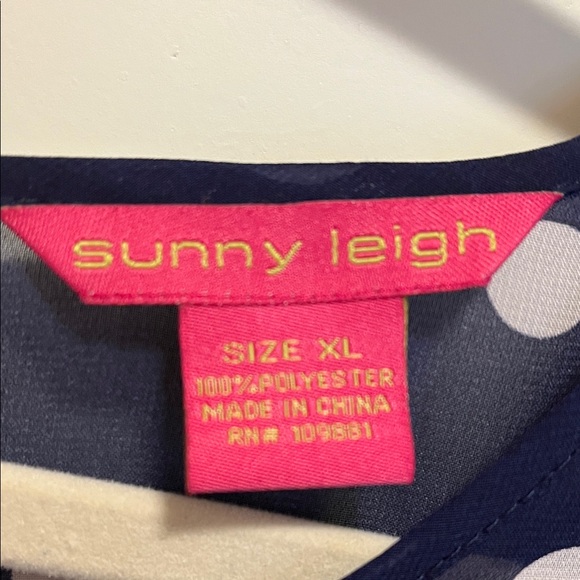 sunny leigh
SIZE XL
100% POLYESTER
MADE IN CHINA
RN# 109881